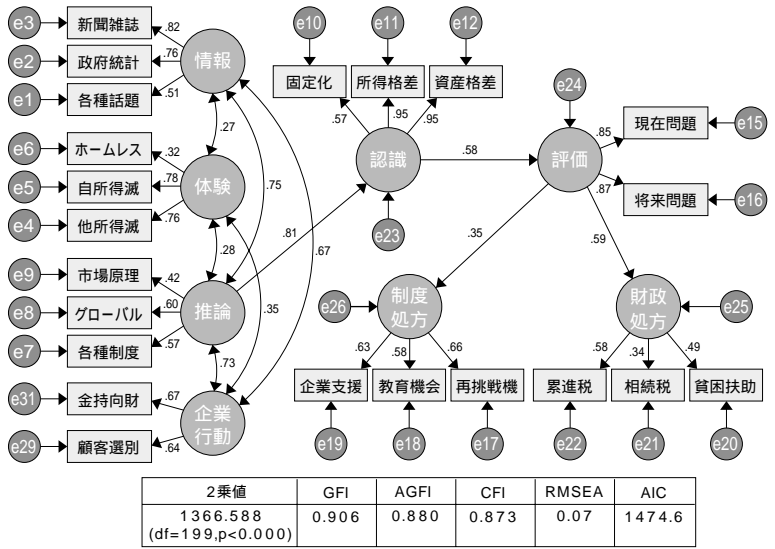 e3 新聞雑誌 .82
e2 政府統計 .76 情報
e1 各種話題 .51
.27
e6 ホームレス .32
e5 自所得滅 .78 体験
e4 他所得滅 .76
.75
.28
e9 市場原理 .42
e8 グローバル .60 推論
e7 各種制度 .57
.81
.67
.35
.73
e31 金持向財 .67
企業
行動
e29 顧客選別 .64
e10 e11 e12
固定化 所得格差 資産格差
.57 .95 .95
認識 .58 評価
e23
e24
.85 現在問題 e15
.87 将来問題 e16
.35 .59
e26 制度
処方
.63 .58 .66
企業支援 教育機会 再挑戦機
e19 e18 e17
財政
処方 e25
.58 .34 .49
累進税 相続税 貧困扶助
e22 e21 e20
2乗値 GFI AGFI CFI RMSEA AIC
1366.588 0.906 0.880 0.873 0.07 1474.6
(df=199,p<0.000)